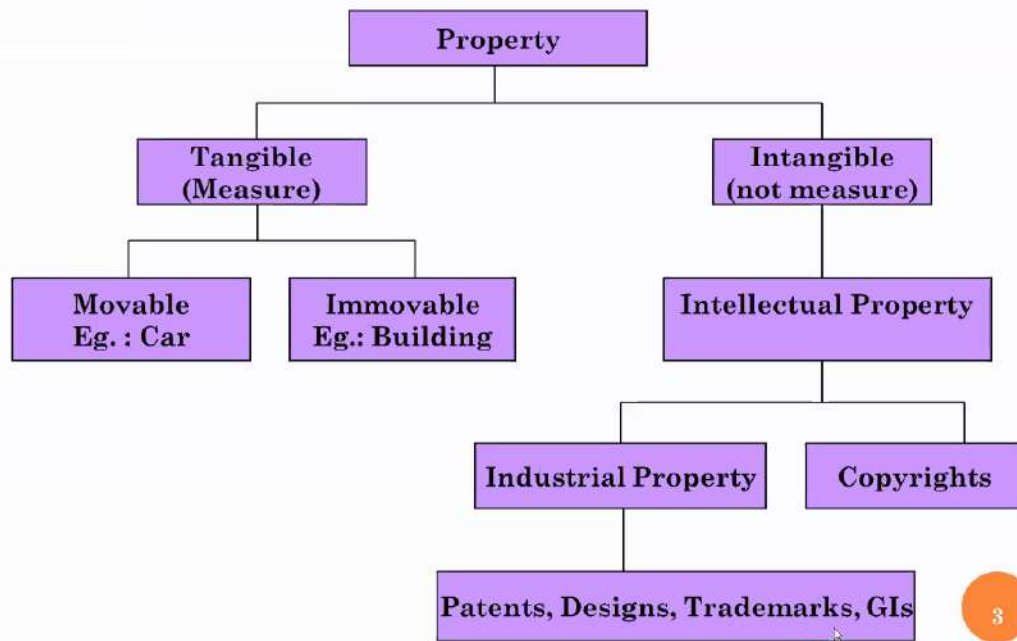 Property
Tangible
(Measure)
Intangible
(not measure)
Movable
Eg. : Car
Immovable
Eg.: Building
Intellectual Property
Industrial Property
Copyrights
Patents, Designs, Trademarks, GIs
3